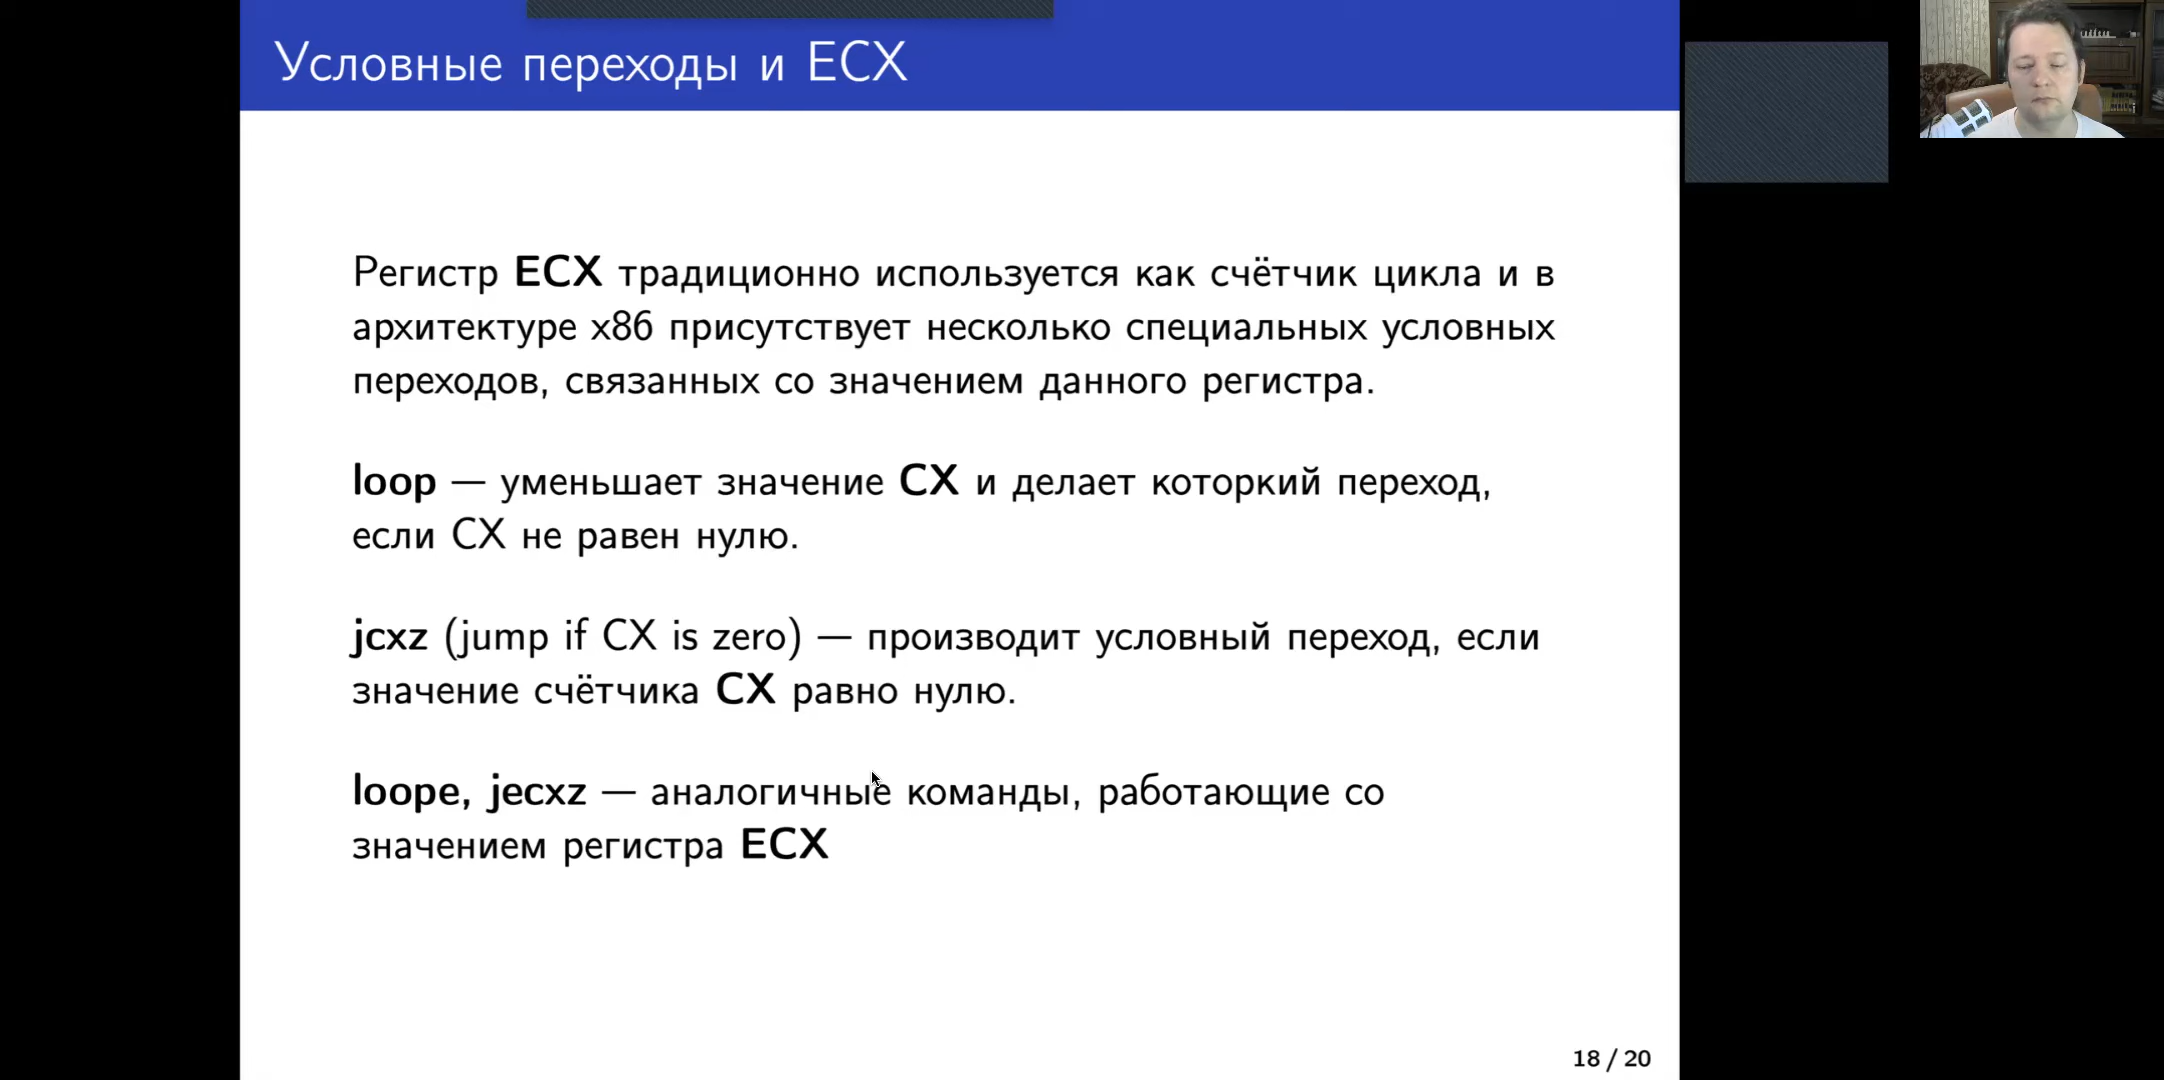 Условные переходы и ECX
Регистр ECX традиционно используется как счётчик цикла и в
архитектуре x86 присутствует несколько специальных условных
переходов, связанных со значением данного регистра.
loop — уменьшает значение CX и делает которкий переход,
если CX не равен нулю.
jcxz (jump if CX is zero) — производит условный переход, если
значение счётчика CX равно нулю.
loope, jecxz — аналогичные команды, работающие со
значением регистра ECX
18 / 20